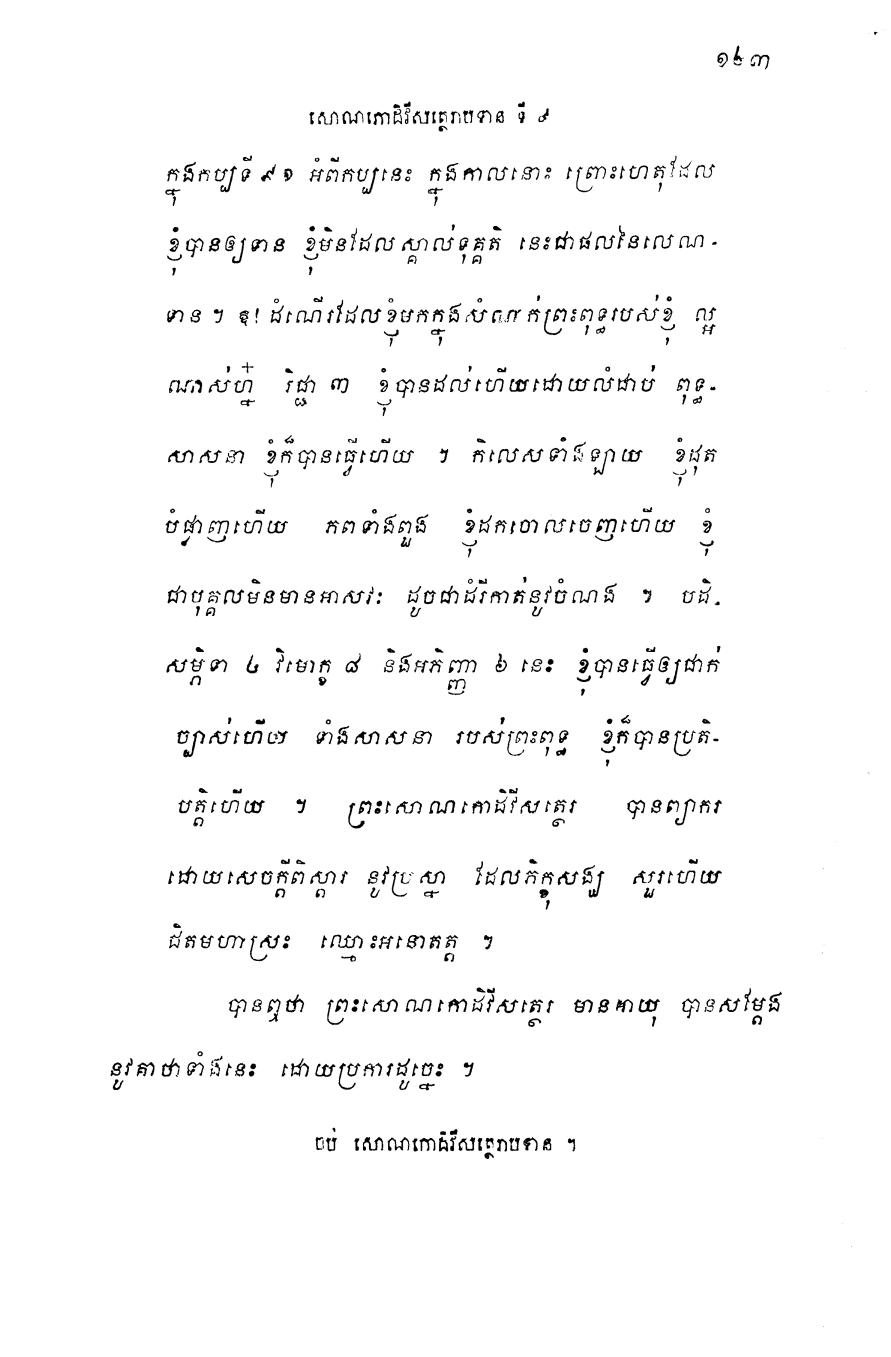 ១៤៣
សោណកោដិវីសត្ថេរាបទាន ទី ៩
ក្នុងកប្បទី ៩១ អំពីកប្បនេះ ក្នុងកាលនោះ ព្រោះហេតុដែល
ខ្ញុំបានឲ្យទាន ខ្ញុំមិនដែលស្គាល់ទុគ្គតិ នេះជាផលនៃលេណ-
ទាន ។ ឱ! ដំណើរដែលខ្ញុំមកក្នុងសំណាក់ព្រះពុទ្ធរបស់ខ្ញុំ ល្អ
ណាស់ហ្ន៎ វិជ្ជា ៣ ខ្ញុំបានដល់ហើយដោយលំដាប់ ពុទ្ធ-
សាសនា ខ្ញុំក៏បានធ្វើហើយ ។ កិលេសទាំងឡាយ ខ្ញុំដុត
បំផ្លាញហើយ ភពទាំងពួង ខ្ញុំដកចោលចេញហើយ ខ្ញុំ
ជាបុគ្គលមិនមានអាសវៈ ដូចជាដំរីកាត់នូវចំណង ។ បដិ-
សម្ភិទា ៤ វិមោក្ខ ៨ និងអភិញ្ញា ៦ នេះ ខ្ញុំបានធ្វើឲ្យជាក់
ច្បាស់ហើយ ទាំងសាសនា របស់ព្រះពុទ្ធ ខ្ញុំក៏បានប្រតិ-
បត្តិហើយ ។ ព្រះសោណកោដិវីសត្ថេរ បានព្យាករ
ដោយសេចក្តីពិស្តារ នូវប្រស្នា ដែលភិក្ខុសង្ឃ សួរហើយ
ជិតមហាស្រះ ឈ្មោះអនោតត្ត ។
បានឮថា ព្រះសោណកោដិវីសត្ថេរ មានអាយុ បានសម្តែង
នូវគាថាទាំងនេះ ដោយប្រការដូច្នេះ ។
ចប់ សោណកោដិវីសត្ថេរាបទាន ។